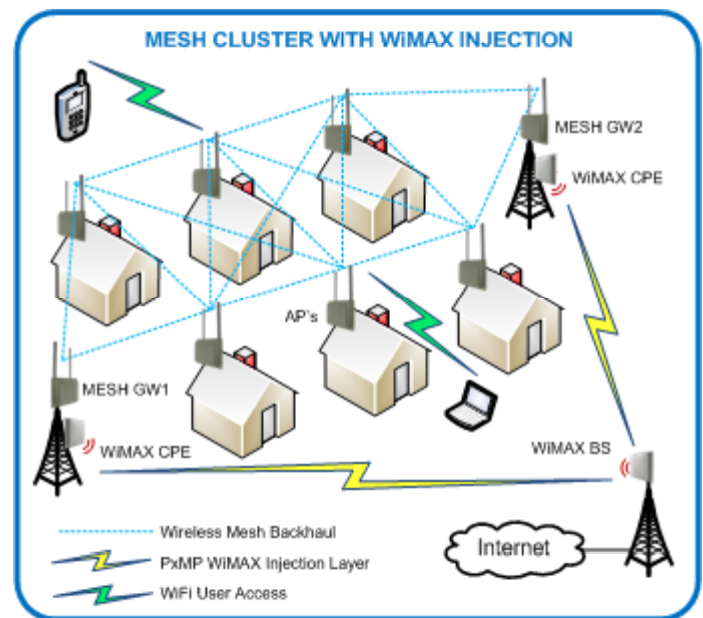 MESH CLUSTER WITH WiMAX INJECTION
MESH GW2
WiMAX CPE
AP's
MESH GW1
WiMAX CPE
WiMAX BS
Wireless Mesh Backhaul
PxMP WiMAX Injection Layer
WiFi User Access
Internet